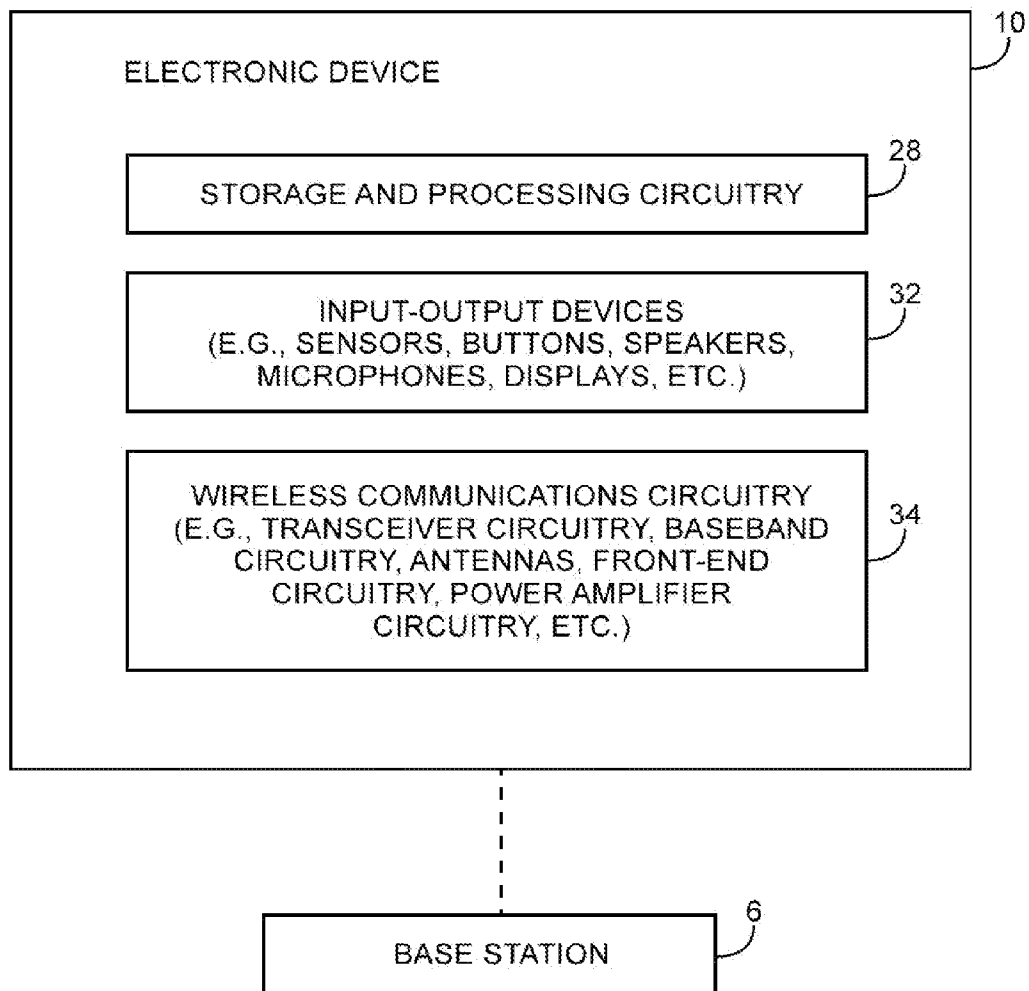 10
ELECTRONIC DEVICE
28
STORAGE AND PROCESSING CIRCUITRY
32
INPUT-OUTPUT DEVICES
(E.G., SENSORS, BUTTONS, SPEAKERS,
MICROPHONES, DISPLAYS, ETC.)
34
WIRELESS COMMUNICATIONS CIRCUITRY
(E.G., TRANSCEIVER CIRCUITRY, BASEBAND
CIRCUITRY, ANTENNAS, FRONT-END
CIRCUITRY, POWER AMPLIFIER
CIRCUITRY, ETC.)
6
BASE STATION